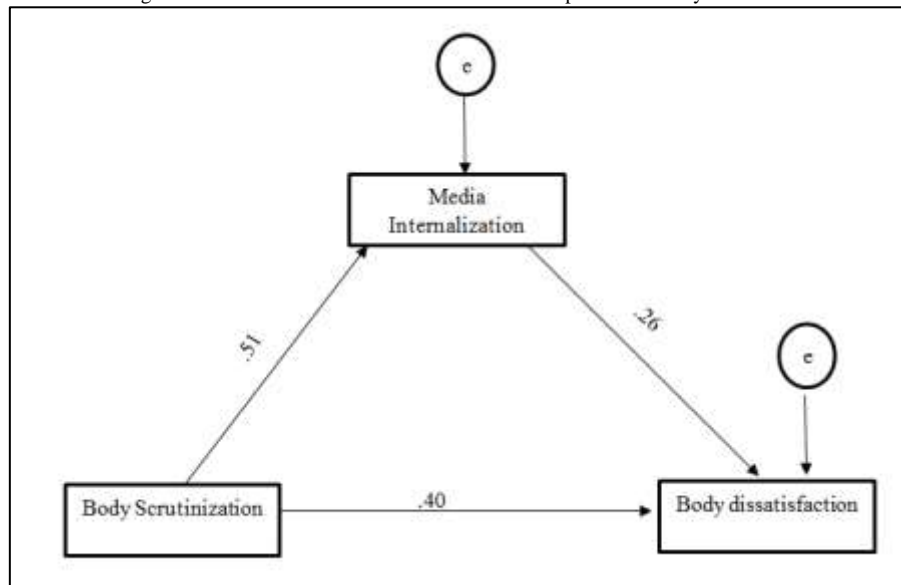 e
Media
Internalization
.51
.26
e
Body Scrutinization
.40
Body dissatisfaction